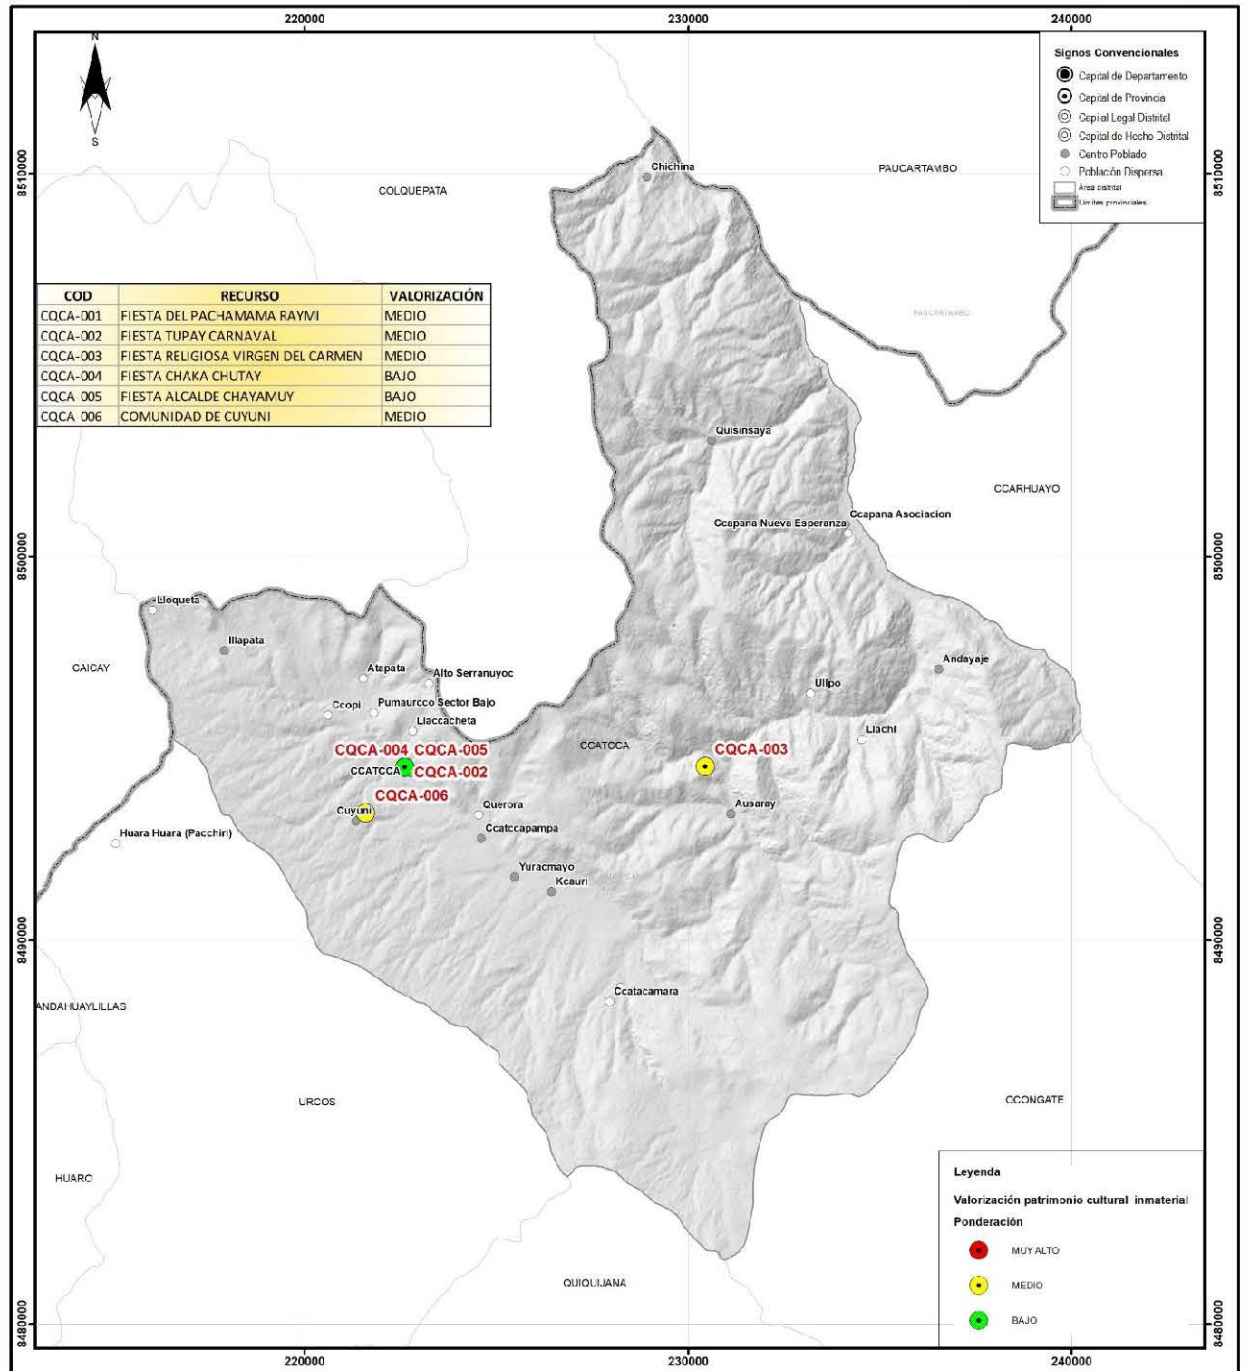 220000 230000 240000
N
S
Signos Convencionales
Capital de Departamento
Capital de Provincia
Capital Legal Distrital
Capital de Hecho Distrital
Centro Poblado
Población Dispersa
Área distrital
Límites provinciales
8510000 8510000
Chichina
PAUCARTAMBO
COLQUEPATA
COD RECURSO VALORIZACIÓN
CQCA-001 FIESTA DEL PACHAMAMA RAYMI MEDIO
CQCA-002 FIESTA TUPAY CARNAVAL MEDIO
CQCA-003 FIESTA RELIGIOSA VIRGEN DEL CARMEN MEDIO
CQCA-004 FIESTA CHAKA CHUTAY BAJO
CQCA-005 FIESTA ALCALDE CHAYAMUY BAJO
CQCA 006 COMUNIDAD DE CUYUNI MEDIO
PAUCARTAMBO
Quisinsaya
CCARHUAYO
Ccapana Nueva Esperanza
Ccapana Asociacion
8500000 8500000
Lloqueta
Illapata
CAICAY
Atapata
Alto Serranuyoc
Andayaje
Ullpo
Ccopi
Pumaurcco Sector Bajo
Llaccacheta
Llachi
CCATCCA
CQCA-004 CQCA-005
CQCA-003
CCATCCA
CQCA-002
CQCA-006
Cuyuni
Querora
Ausaray
Huara Huara (Pacchiri)
Ccatccapampa
Yuracmayo
Kcauri
8490000 8490000
Ccatacamara
ANDAHUAYLILLAS
URCOS
CCONGATE
HUARO
QUIQUIJANA
Leyenda
Valorización patrimonio cultural inmaterial
Ponderación
MUY ALTO
MEDIO
BAJO
8480000 8480000
220000 230000 240000